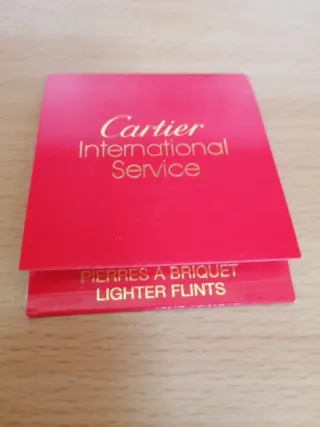 Cartier
International
Service
PIERRES A BRIQUET
LIGHTER FLINTS